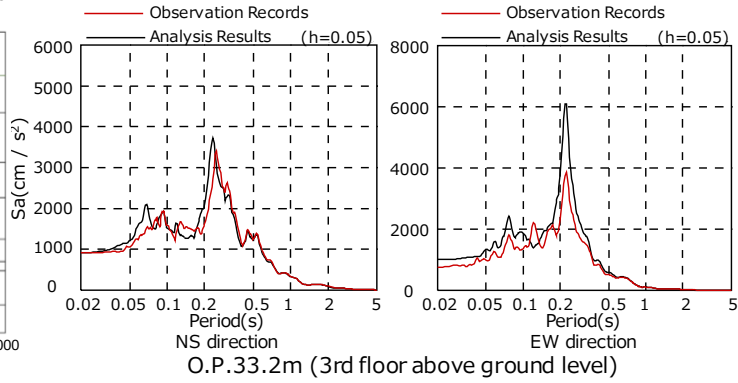 Observation Records
Analysis Results (h=0.05)
6000
5000
4000
3000
2000
1000
0
Sa(cm / s²)
0.02 0.05 0.1 0.2 0.5 1 2 5
Period(s)
NS direction
Observation Records
Analysis Results (h=0.05)
8000
6000
4000
2000
0
0.02 0.05 0.1 0.2 0.5 1 2 5
Period(s)
EW direction
O.P.33.2m (3rd floor above ground level)